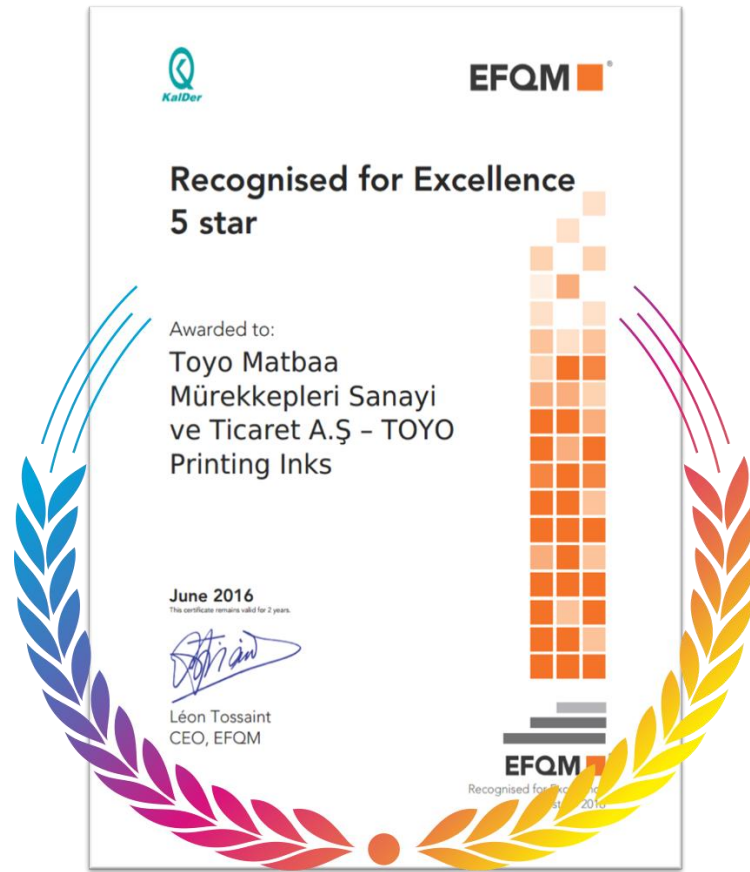 KalDer
EFQM
Recognised for Excellence
5 star
Awarded to:
Toyo Matbaa
Mürekkepleri Sanayi
ve Ticaret A.Ş – TOYO
Printing Inks
June 2016
This certificate remains valid for 2 years.
Léon Tossaint
CEO, EFQM
EFQM
Recognised for
2016